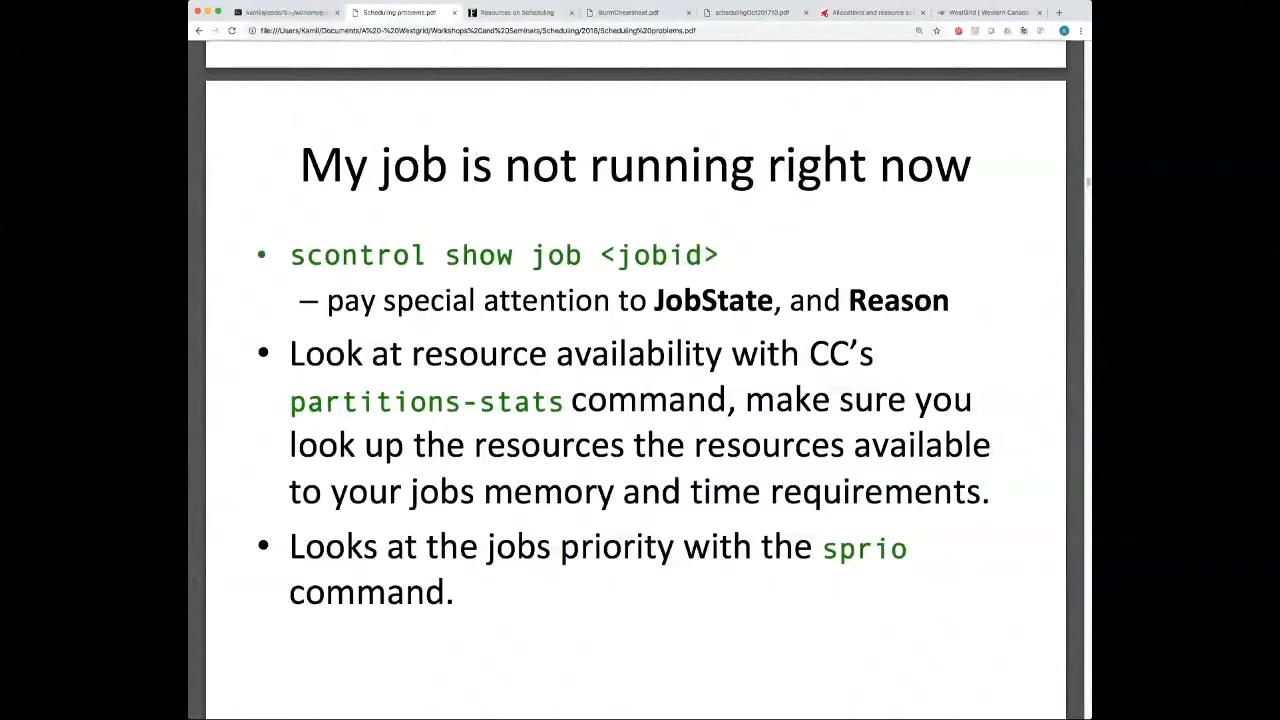 Scheduling problems.pdf
Resources on Scheduling
slurmCheatsheet.pdf
schedulingOct201710.pdf
Allocations and resource sc
WestGrid | Western Canada
file:///Users/Kamil/Documents/A%20-%20Westgrid/Workshops%20and%20Seminars/Scheduling/2018/Scheduling%20problems.pdf
My job is not running right now
• scontrol show job <jobid>
– pay special attention to JobState, and Reason
• Look at resource availability with CC’s
partitions-stats command, make sure you
look up the resources the resources available
to your jobs memory and time requirements.
• Looks at the jobs priority with the sprio
command.